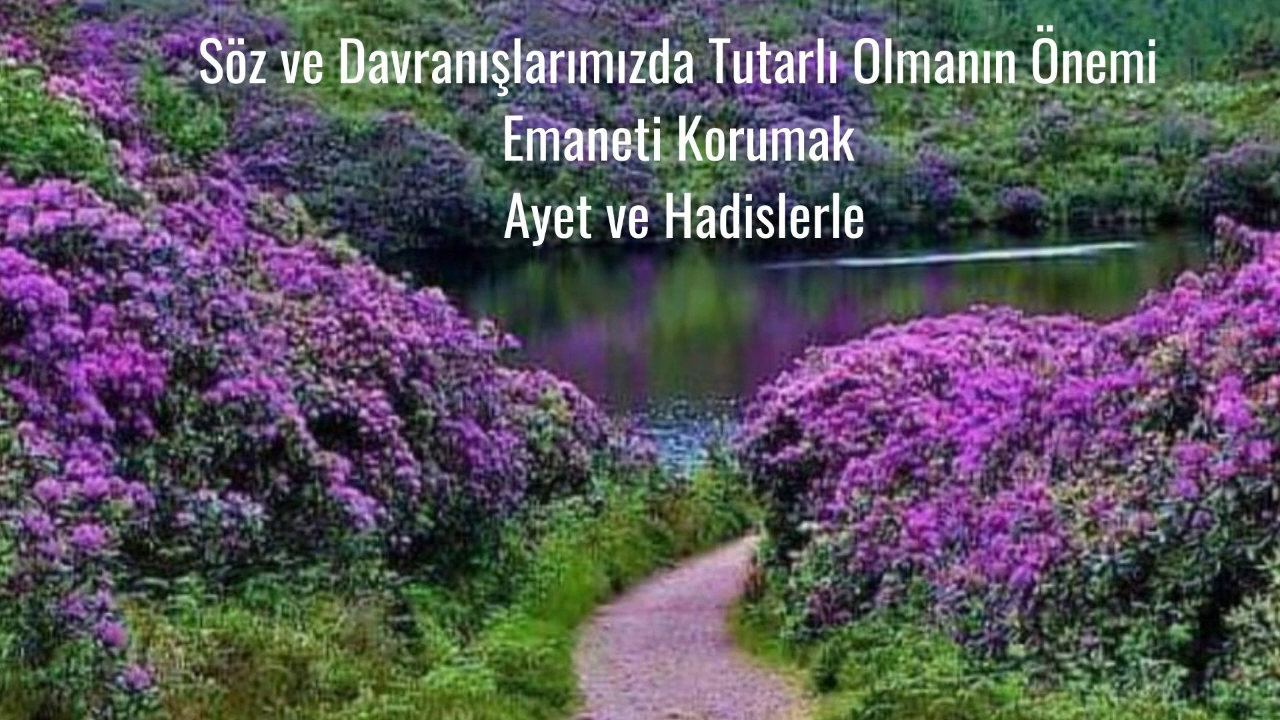 Söz ve Davranışlarımızda Tutarlı Olmanın Önemi
Emaneti Korumak
Ayet ve Hadislerle